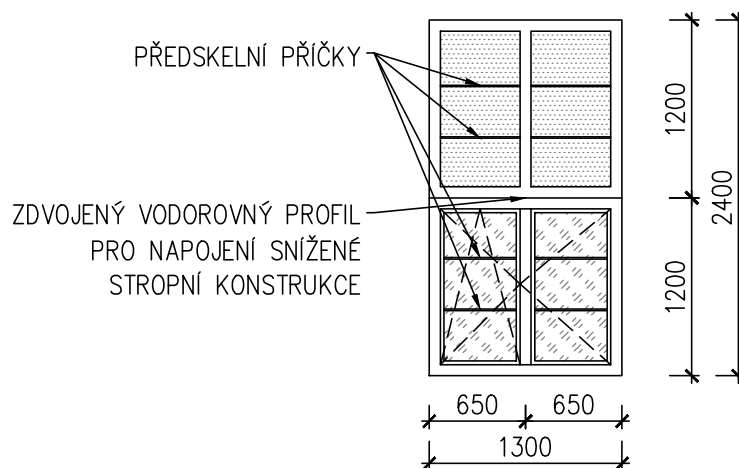 PŘEDSKELNÍ PŘÍČKY
ZDVOJENÝ VODOROVNÝ PROFIL
PRO NAPOJENÍ SNÍŽENÉ
STROPNÍ KONSTRUKCE
1200
2400
1200
650 650
1300